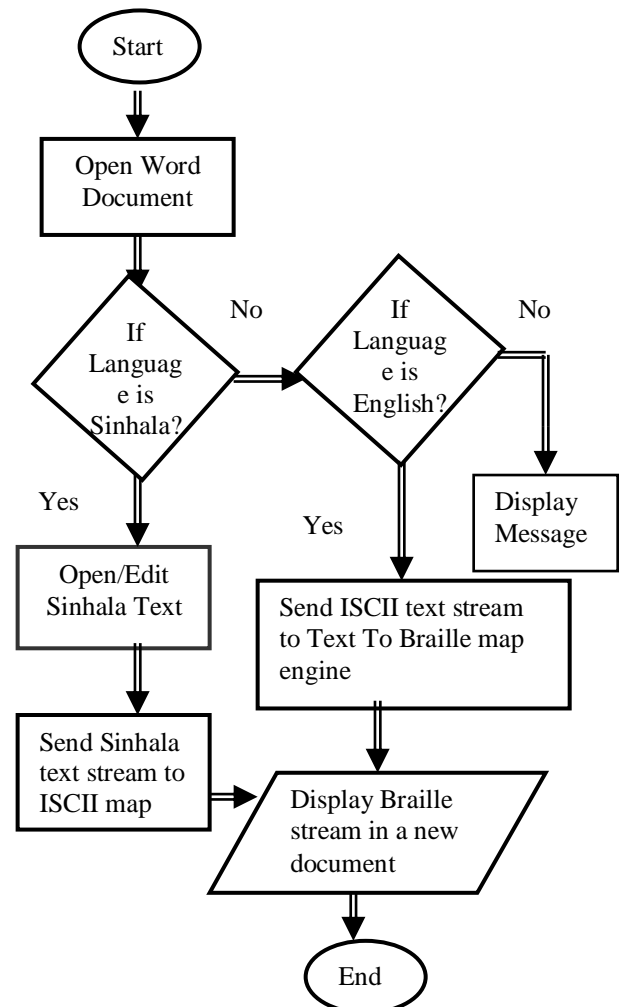 Start
Open Word
Document
If
Languag
e is
Sinhala?
No
If
Languag
e is
English?
No
Yes
Display
Message
Yes
Open/Edit
Sinhala Text
Send ISCII text stream
to Text To Braille map
engine
Send Sinhala
text stream to
ISCII map
Display Braille
stream in a new
document
End